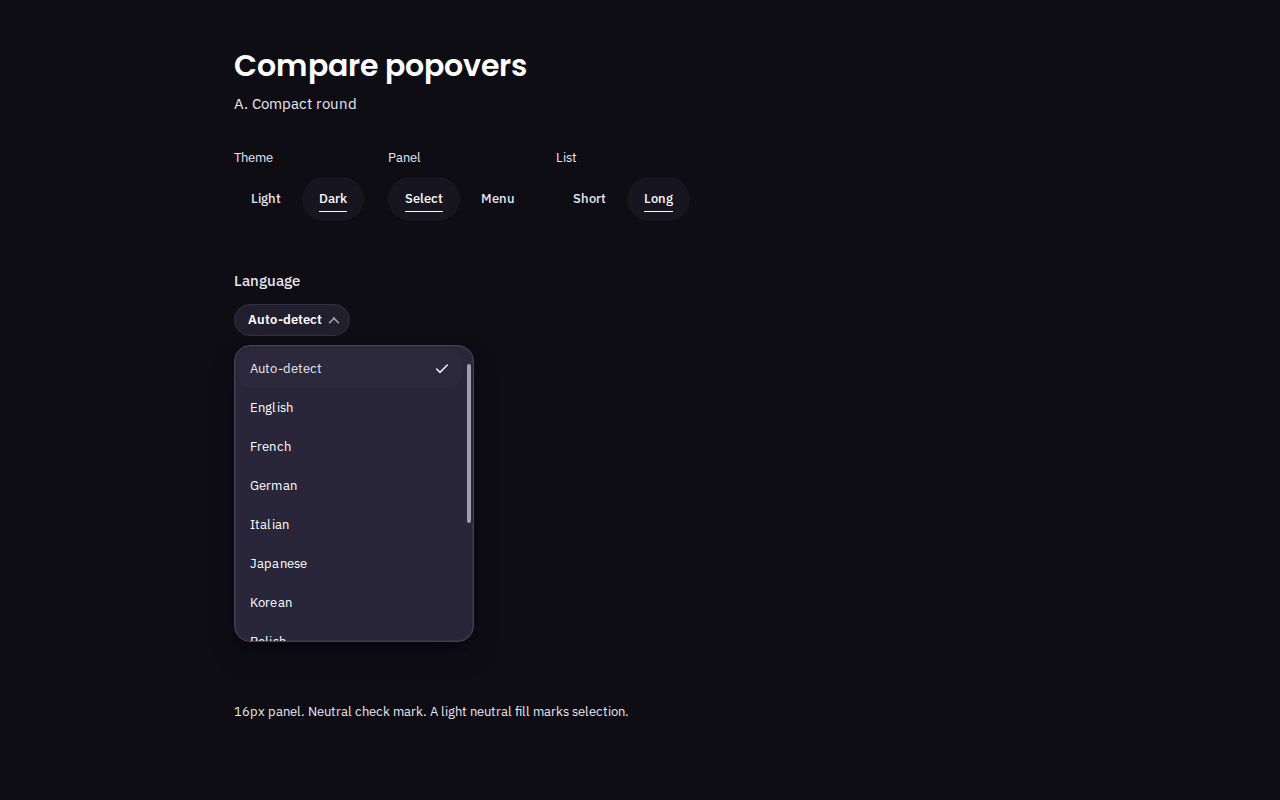 Compare popovers
A. Compact round
Theme Panel List
Light Dark Select Menu Short Long
Language
Auto-detect
Auto-detect
English
French
German
Italian
Japanese
Korean
Polish
16px panel. Neutral check mark. A light neutral fill marks selection.